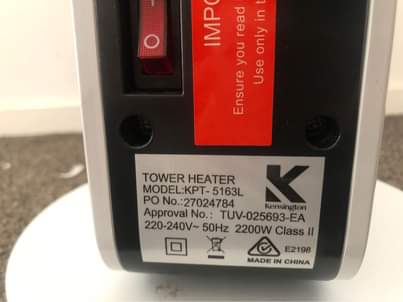 IMPO
Ensure you read
Use only in t
TOWER HEATER
MODEL:KPT- 5163L
PO No.:27024784
Approval No.: TUV-025693-EA
220-240V~ 50Hz 2200W Class II
K
Kensington
E2198
MADE IN CHINA